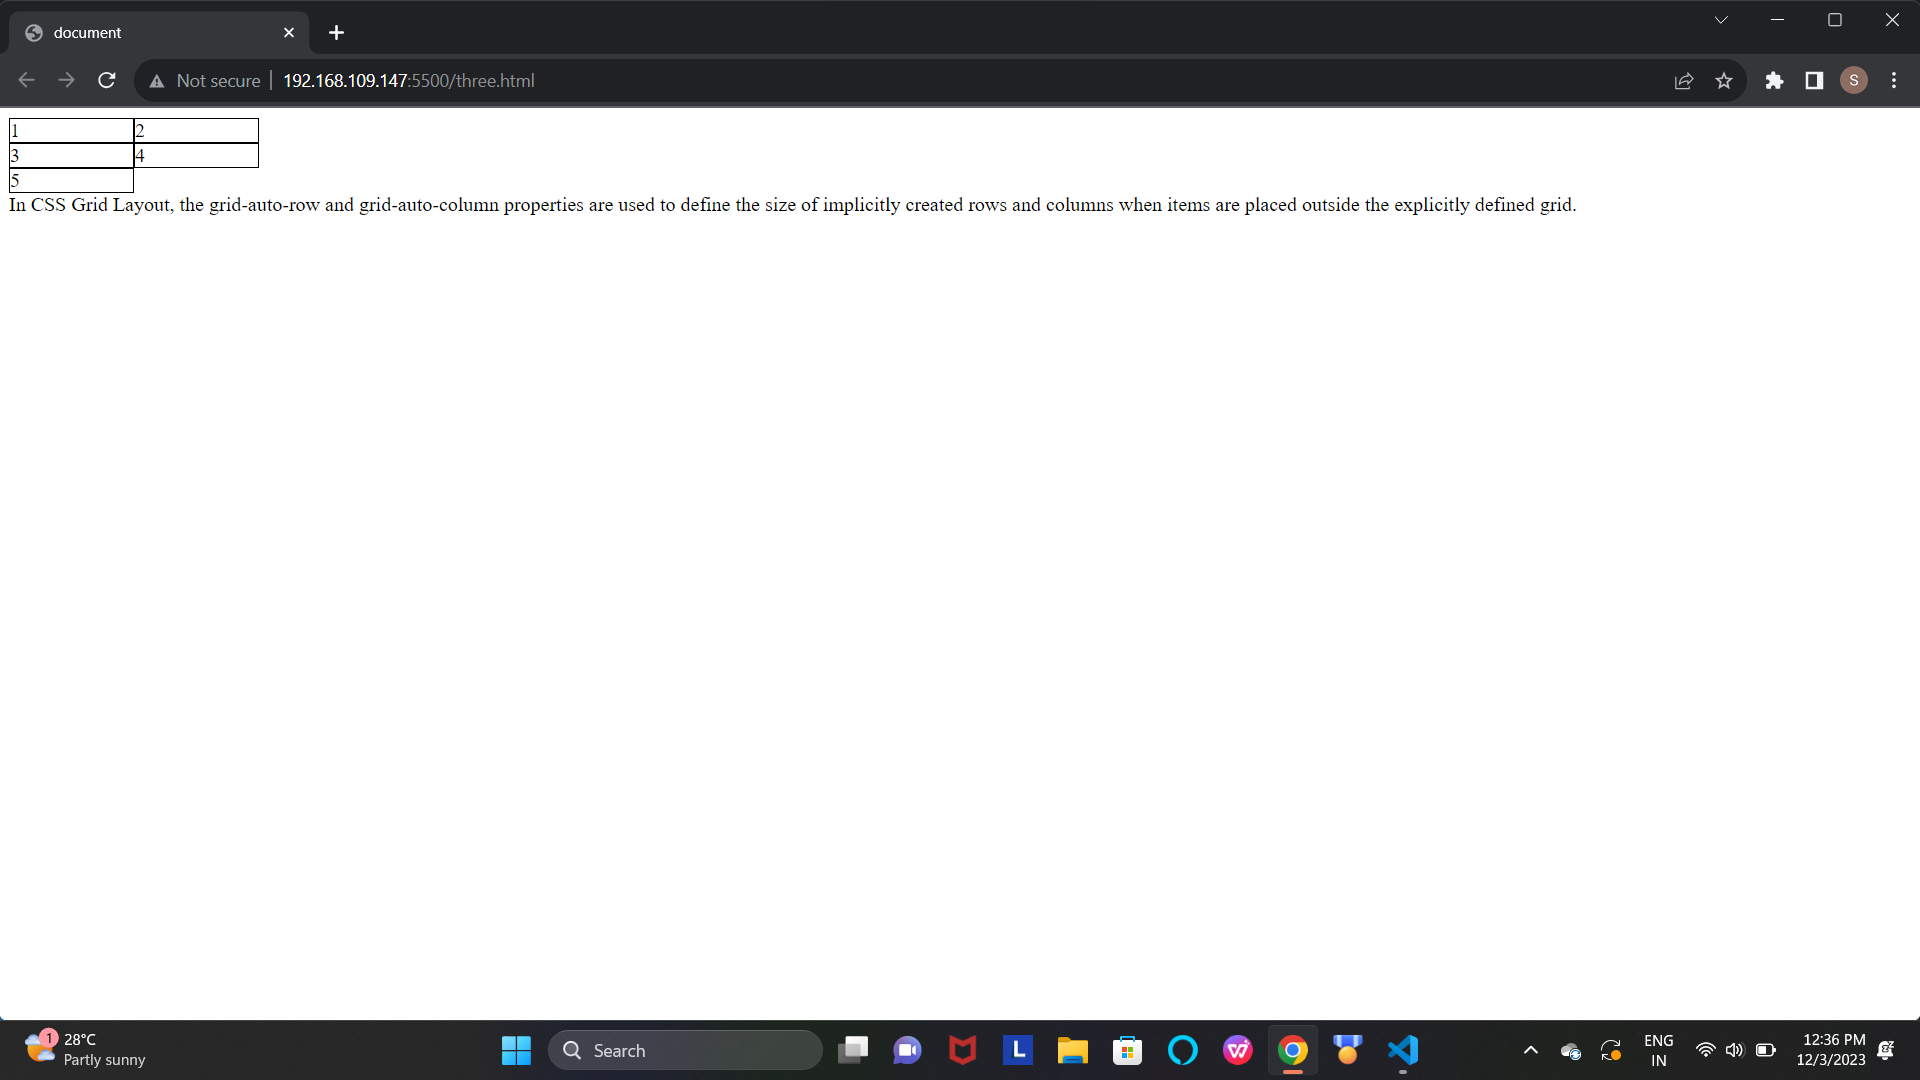 document
Not secure 192.168.109.147:5500/three.html
S
1 2
3 4
5
In CSS Grid Layout, the grid-auto-row and grid-auto-column properties are used to define the size of implicitly created rows and columns when items are placed outside the explicitly defined grid.
1 28°C
Partly sunny
Search
L
ENG
IN
12:36 PM
12/3/2023